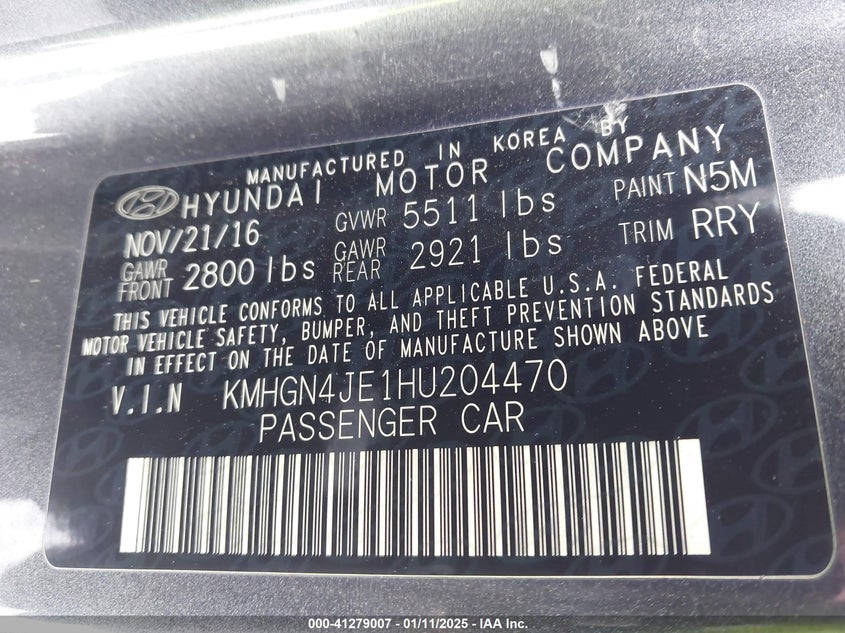 MANUFACTURED IN KOREA BY
HYUNDAI MOTOR COMPANY
NOV/21/16 GVWR 5511 lbs PAINT N5M
GAWR FRONT 2800 lbs GAWR REAR 2921 lbs TRIM RRY
THIS VEHICLE CONFORMS TO ALL APPLICABLE U.S.A. FEDERAL
MOTOR VEHICLE SAFETY, BUMPER, AND THEFT PREVENTION STANDARDS
IN EFFECT ON THE DATE OF MANUFACTURE SHOWN ABOVE
V.I.N KMHGN4JE1HU204470
PASSENGER CAR
000-41279007 - 01/11/2025 - IAA Inc.